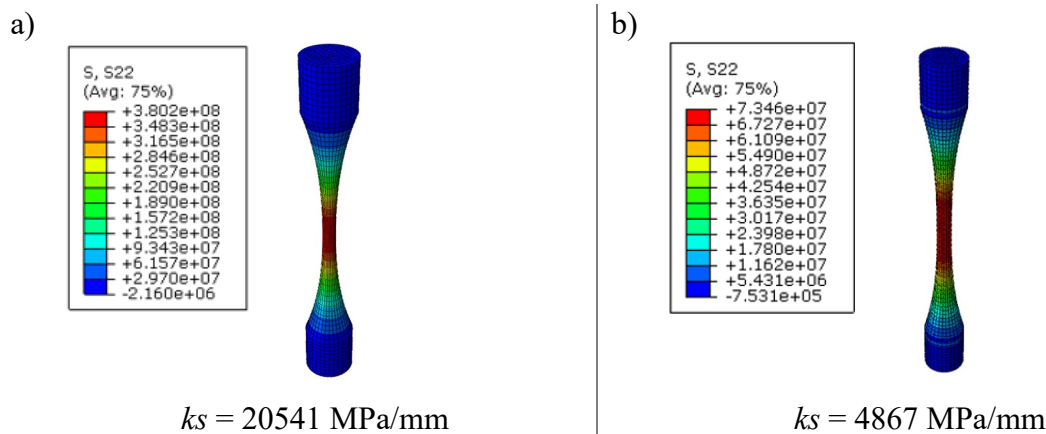 a)
S, S22
(Avg: 75%)
+3.802e+08
+3.483e+08
+3.165e+08
+2.846e+08
+2.527e+08
+2.209e+08
+1.890e+08
+1.572e+08
+1.253e+08
+9.343e+07
+6.157e+07
+2.970e+07
-2.160e+06
ks = 20541 MPa/mm
b)
S, S22
(Avg: 75%)
+7.346e+07
+6.727e+07
+6.109e+07
+5.490e+07
+4.872e+07
+4.254e+07
+3.635e+07
+3.017e+07
+2.398e+07
+1.780e+07
+1.162e+07
+5.431e+06
-7.531e+05
ks = 4867 MPa/mm